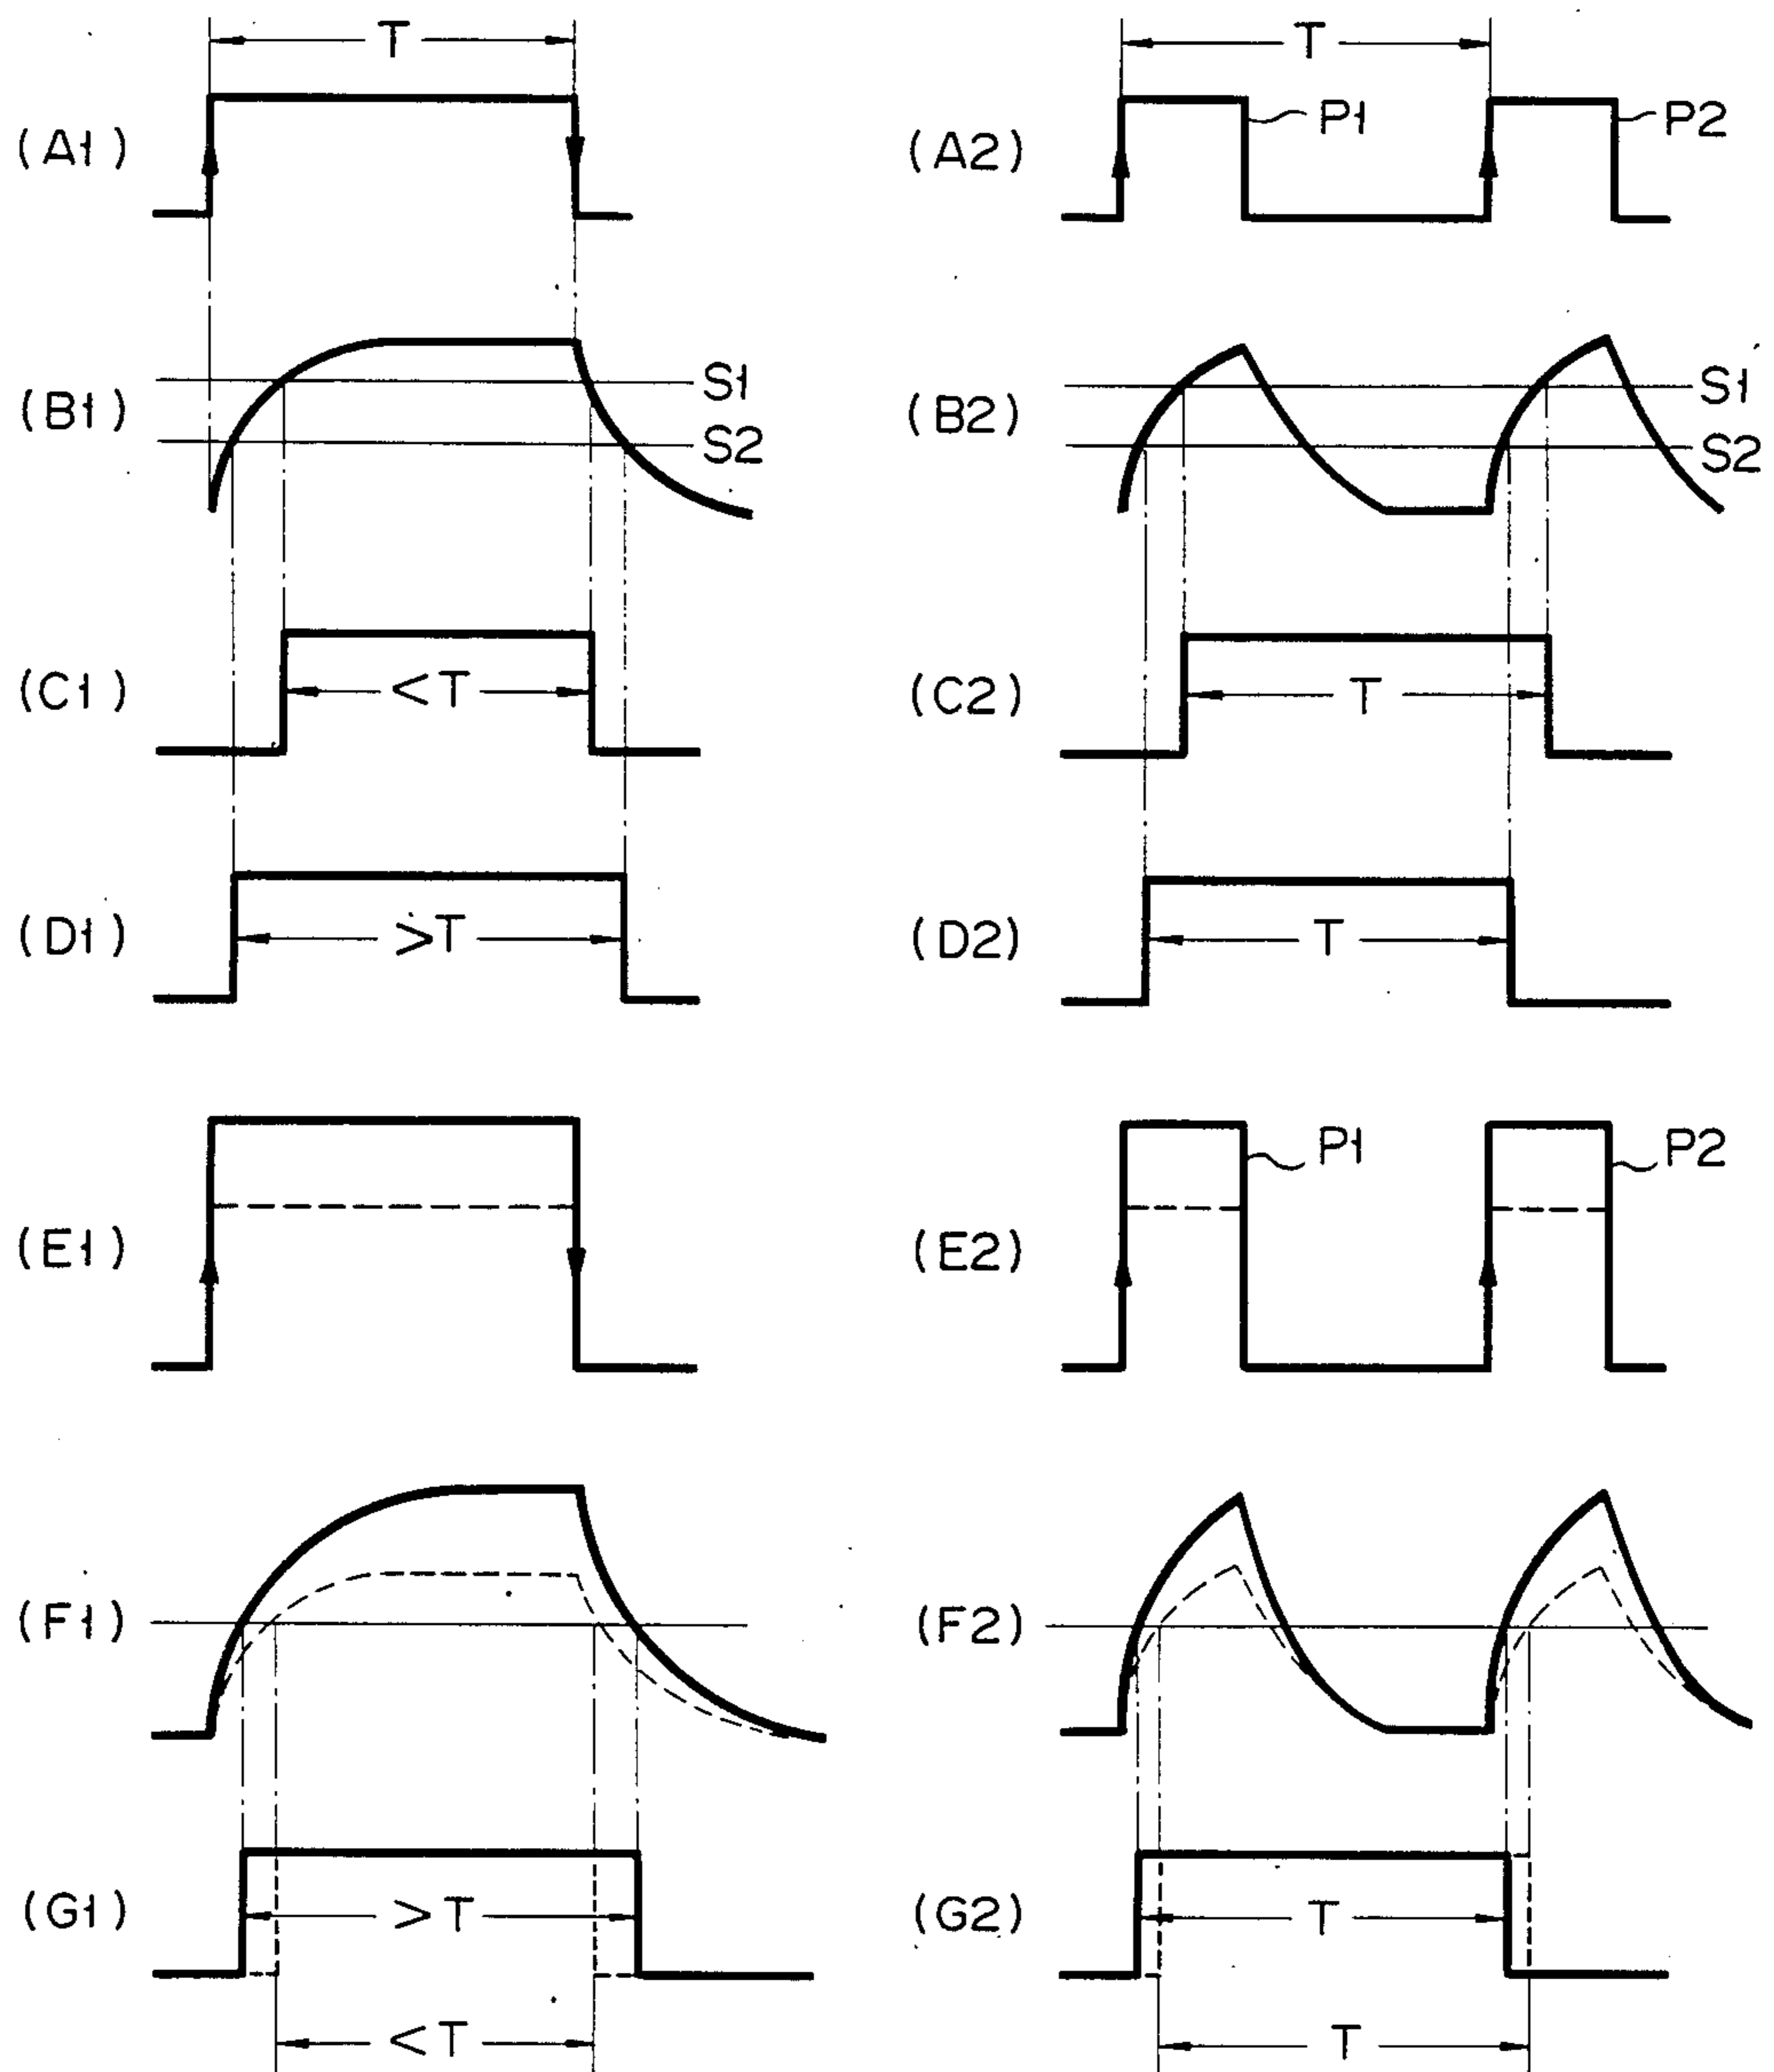 T
(A1)
T
P1
P2
(A2)
S1
S2
(B1)
S1
S2
(B2)
<T
(C1)
T
(C2)
>T
(D1)
T
(D2)
(E1)
P1
P2
(E2)
(F1)
(F2)
>T
<T
(G1)
T
T
(G2)